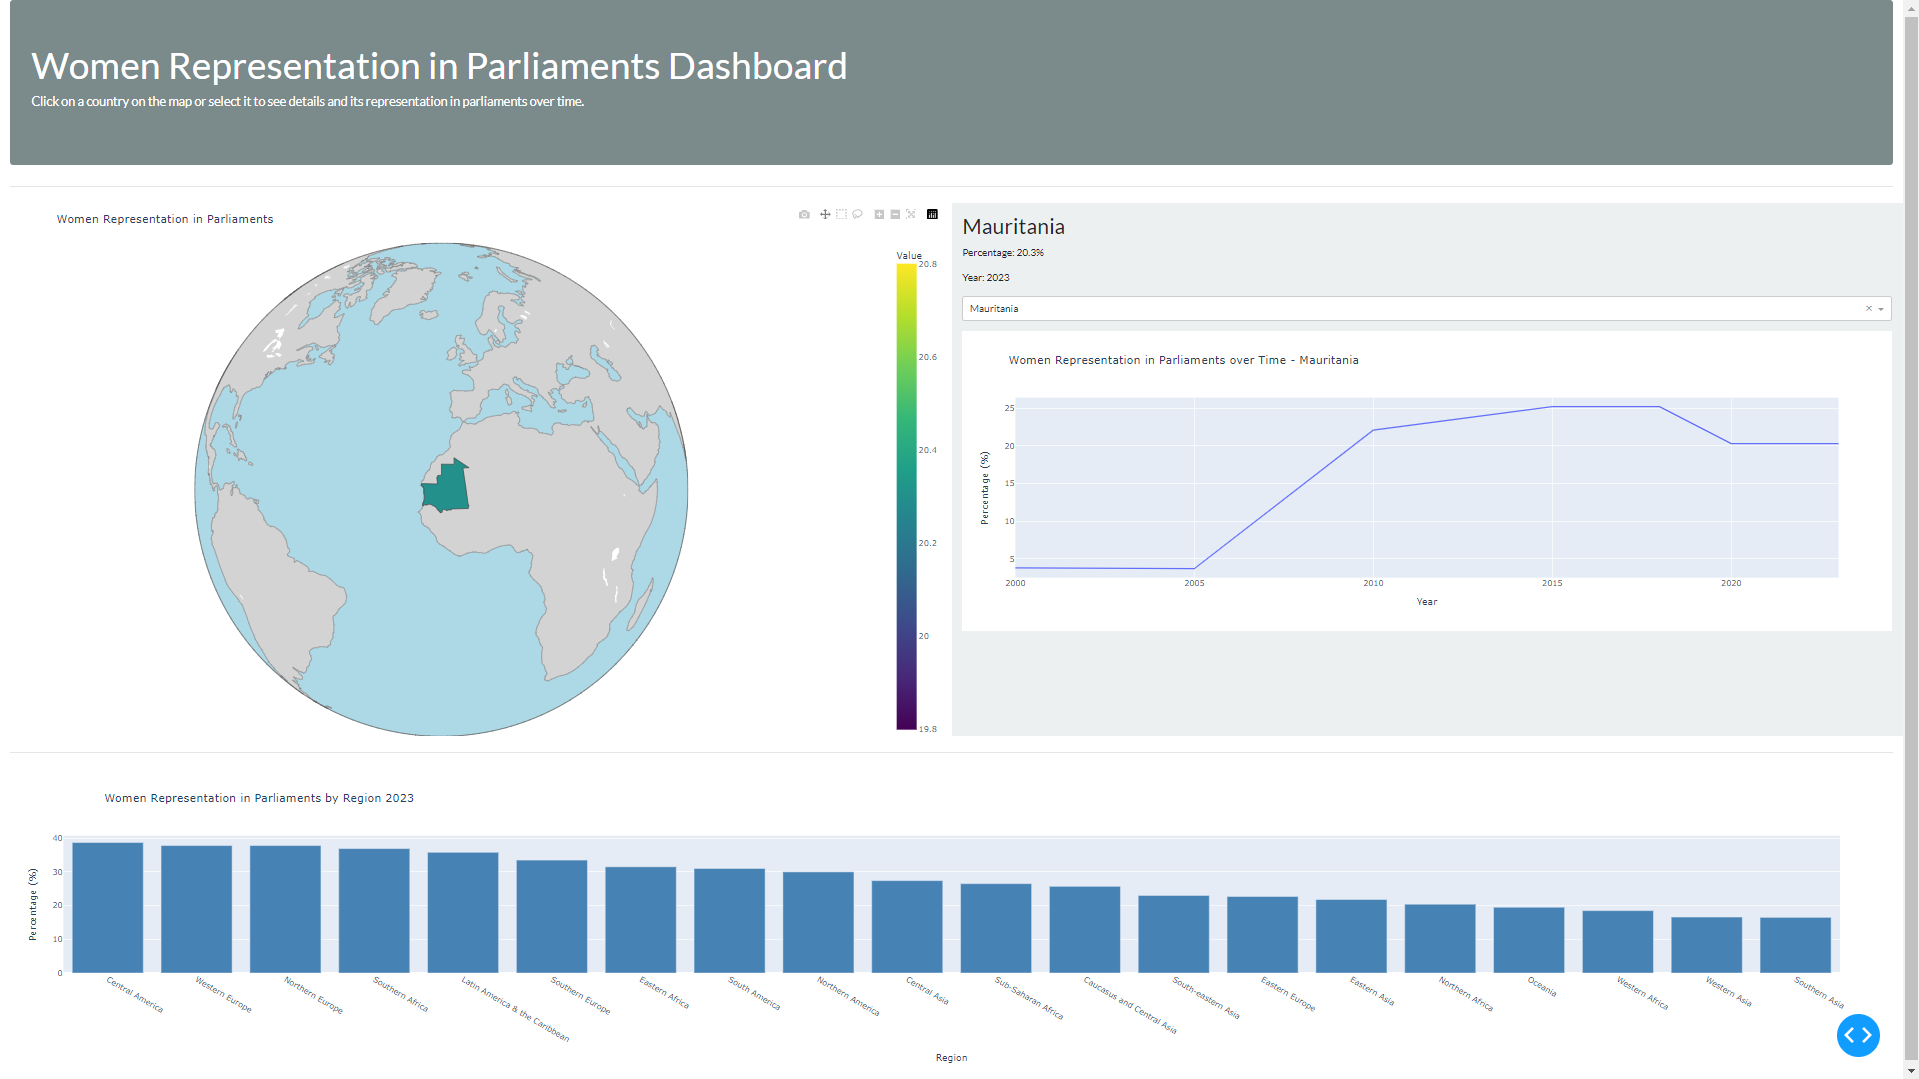 Women Representation in Parliaments Dashboard
Click on a country on the map or select it to see details and its representation in parliaments over time.
Women Representation in Parliaments
Value
20.8
20.6
20.4
20.2
20
19.8
Mauritania
Percentage: 20.3%
Year: 2023
Mauritania
Women Representation in Parliaments over Time - Mauritania
Percentage (%)
25
20
15
10
5
2000 2005 2010 2015 2020
Year
Women Representation in Parliaments by Region 2023
Percentage (%)
40
30
20
10
0
Central America
Western Europe
Northern Europe
Southern Africa
Latin America & the Caribbean
Southern Europe
Eastern Africa
South America
Northern America
Central Asia
Sub-Saharan Africa
Caucasus and Central Asia
South-eastern Asia
Eastern Europe
Eastern Asia
Northern Africa
Oceania
Western Africa
Western Asia
Southern Asia
Region